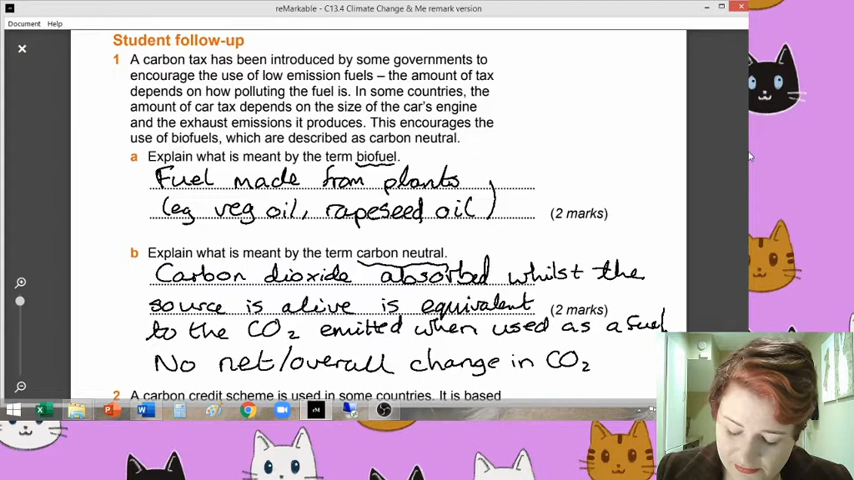 reMarkable - C13.4 Climate Change & Me remark version
Document Help
Student follow-up
1 A carbon tax has been introduced by some governments to
encourage the use of low emission fuels – the amount of tax
depends on how polluting the fuel is. In some countries, the
amount of car tax depends on the size of the car's engine
and the exhaust emissions it produces. This encourages the
use of biofuels, which are described as carbon neutral.
a Explain what is meant by the term biofuel.
Fuel made from plants
(eg veg oil, rapeseed oil)
(2 marks)
b Explain what is meant by the term carbon neutral.
Carbon dioxide absorbed whilst the
source is alive is equivalent
(2 marks)
to the CO2 emitted when used as a fuel
No net/overall change in CO2
2 A carbon credit scheme is used in some countries. It is based